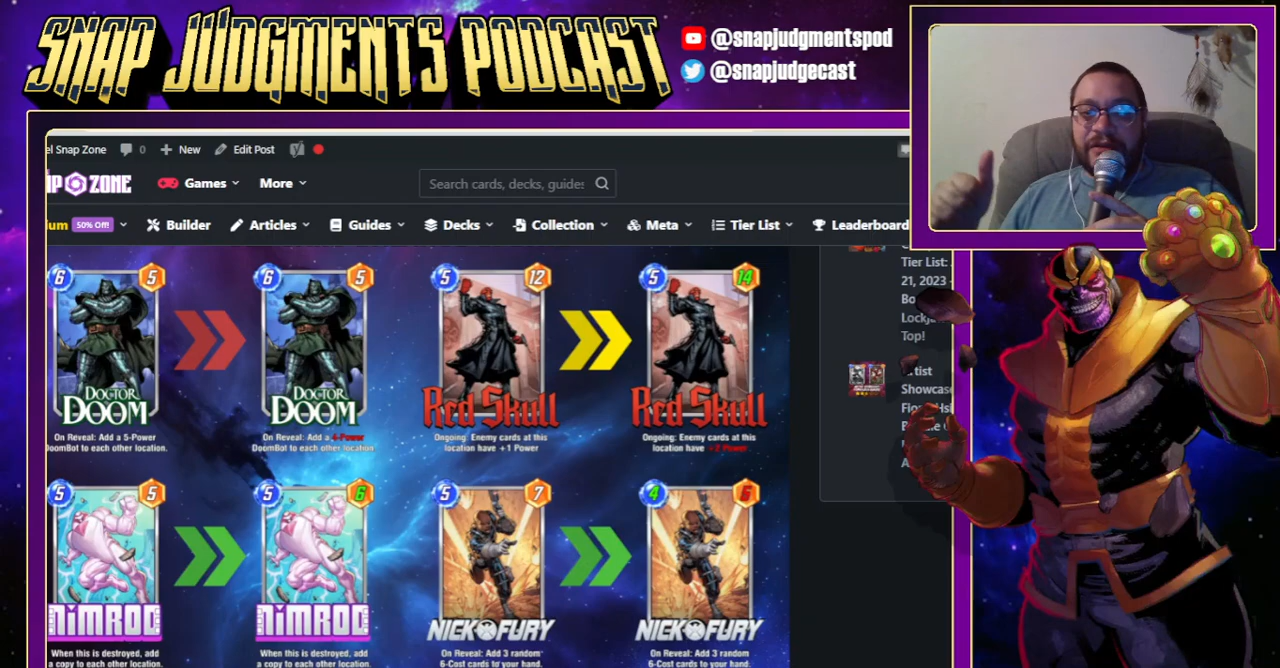 SNAP JUDGMENTS PODCAST
@snapjudgmentspod
@snapjudgecast
el Snap Zone 0 New Edit Post
ZONE Games More Search cards, decks, guides
50% Off! Builder Articles Guides Decks Collection Meta Tier List Leaderboard
6 5 6 5 5 12 5 14
DOCTOR DOOM
On Reveal: Add a 5-Power
DoomBot to each other location.
DOCTOR DOOM
On Reveal: Add a 4-Power
DoomBot to each other location.
Red Skull
Ongoing: Enemy cards at this
location have +1 Power
Red Skull
Ongoing: Enemy cards at this
location have +2 Power
Tier List:
21, 2023
Top!
Showcase
5 5 5 6 5 7 4 6
NIMROD
When this is destroyed, add
a copy to each other location.
NIMROD
When this is destroyed, add
a copy to each other location.
NICK FURY
On Reveal: Add 3 random
6-Cost cards to your hand.
NICK FURY
On Reveal: Add 3 random
6-Cost cards to your hand.